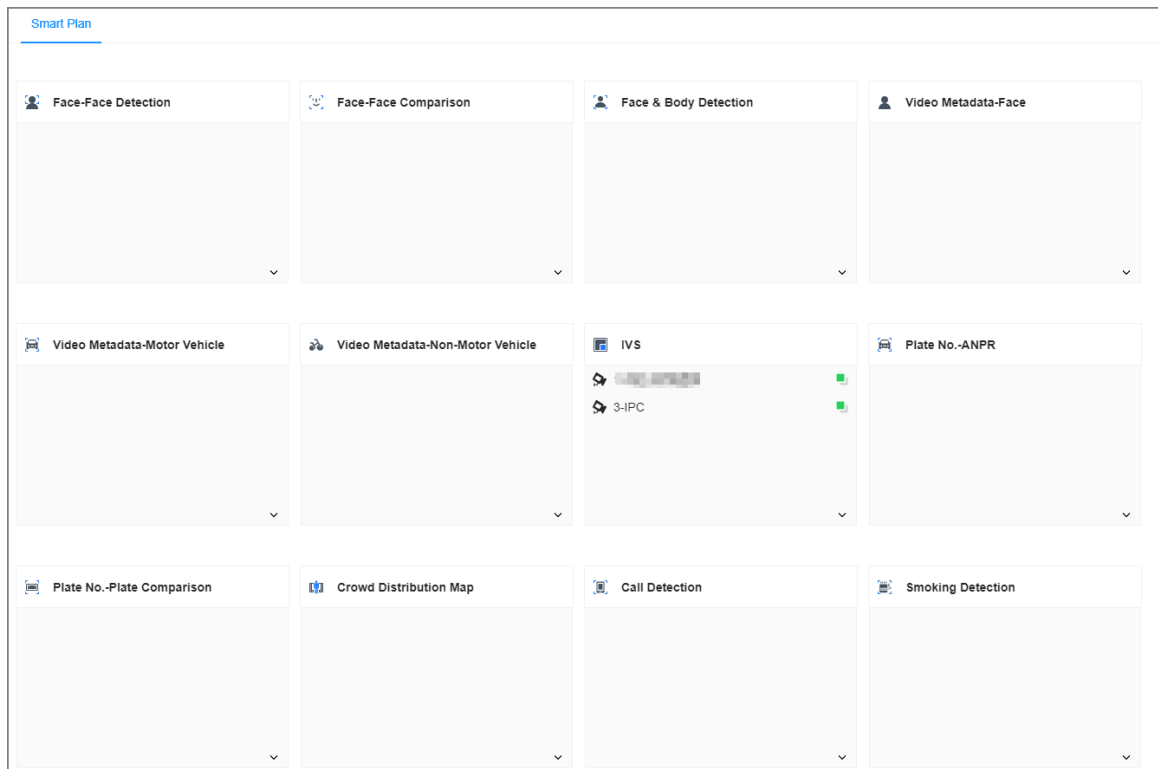 Smart Plan
Face-Face Detection
Face-Face Comparison
Face & Body Detection
Video Metadata-Face
Video Metadata-Motor Vehicle
Video Metadata-Non-Motor Vehicle
IVS
Plate No.-ANPR
3-IPC
Plate No.-Plate Comparison
Crowd Distribution Map
Call Detection
Smoking Detection